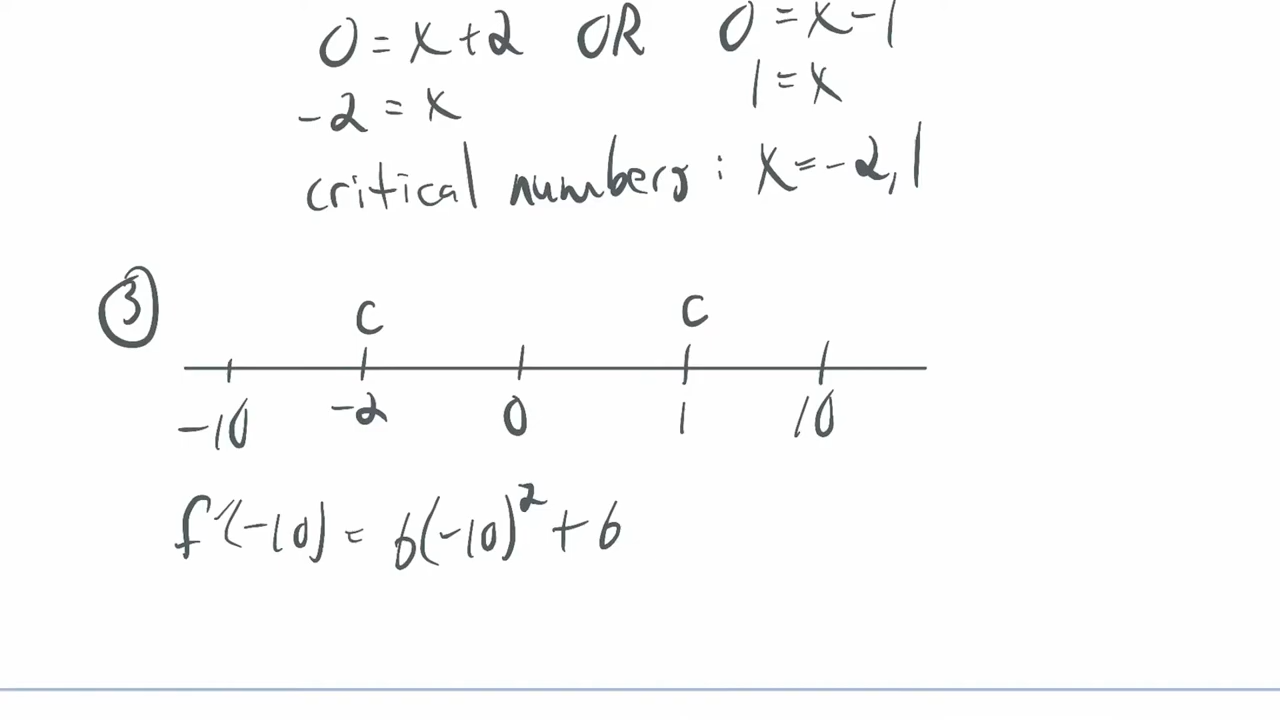 0 = x + 2 OR 0 = x - 1
-2 = x 1 = x
critical numbers : x = -2, 1
③
C C
-10 -2 0 1 10
f'(-10) = 6(-10)² + 6